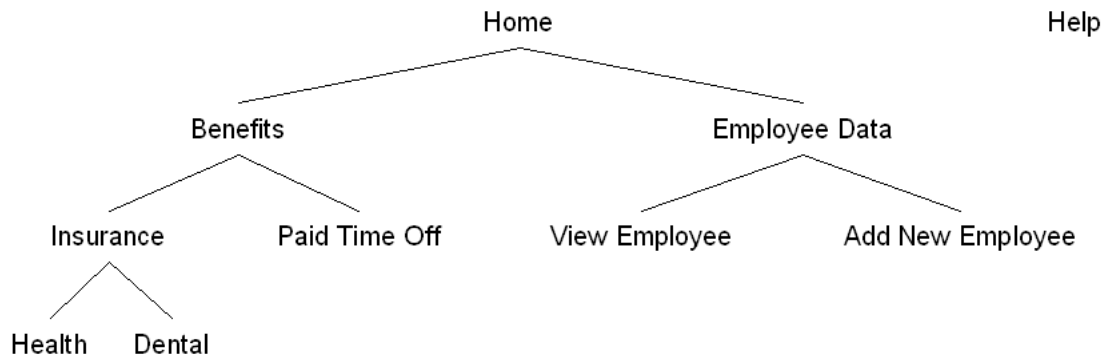 Home
Help
Benefits
Employee Data
Insurance
Paid Time Off
View Employee
Add New Employee
Health
Dental